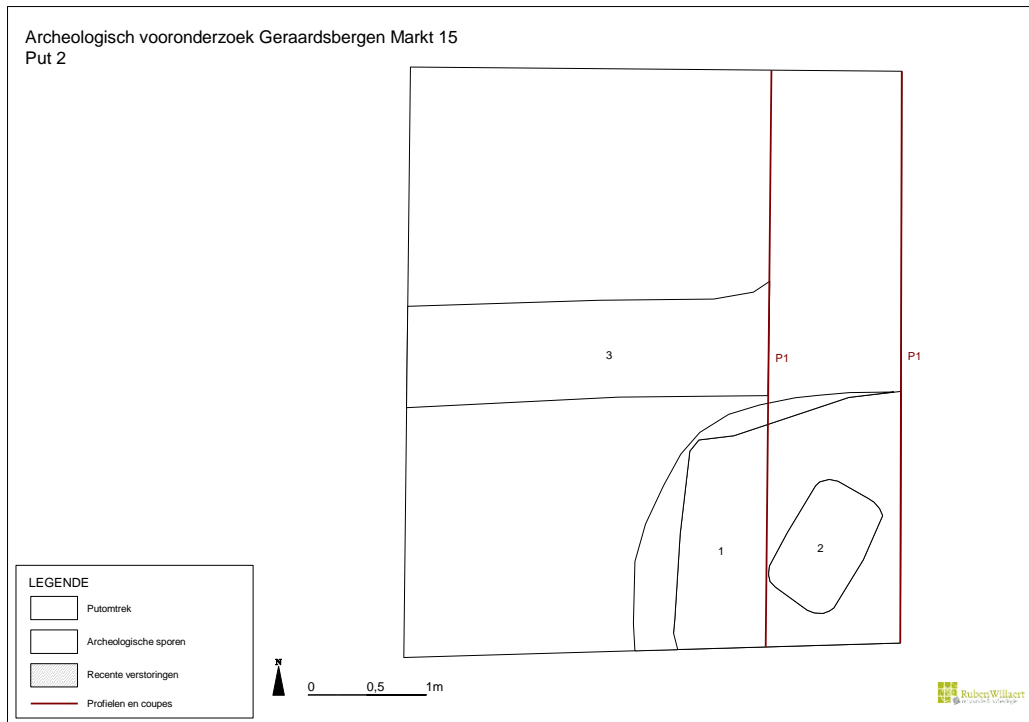 Archeologisch vooronderzoek Geraardsbergen Markt 15
Put 2
3
P1
P1
1
2
LEGENDE
Putomtrek
Archeologische sporen
Recente verstoringen
Profielen en coupes
N
0 0,5 1m
RubenWillaert